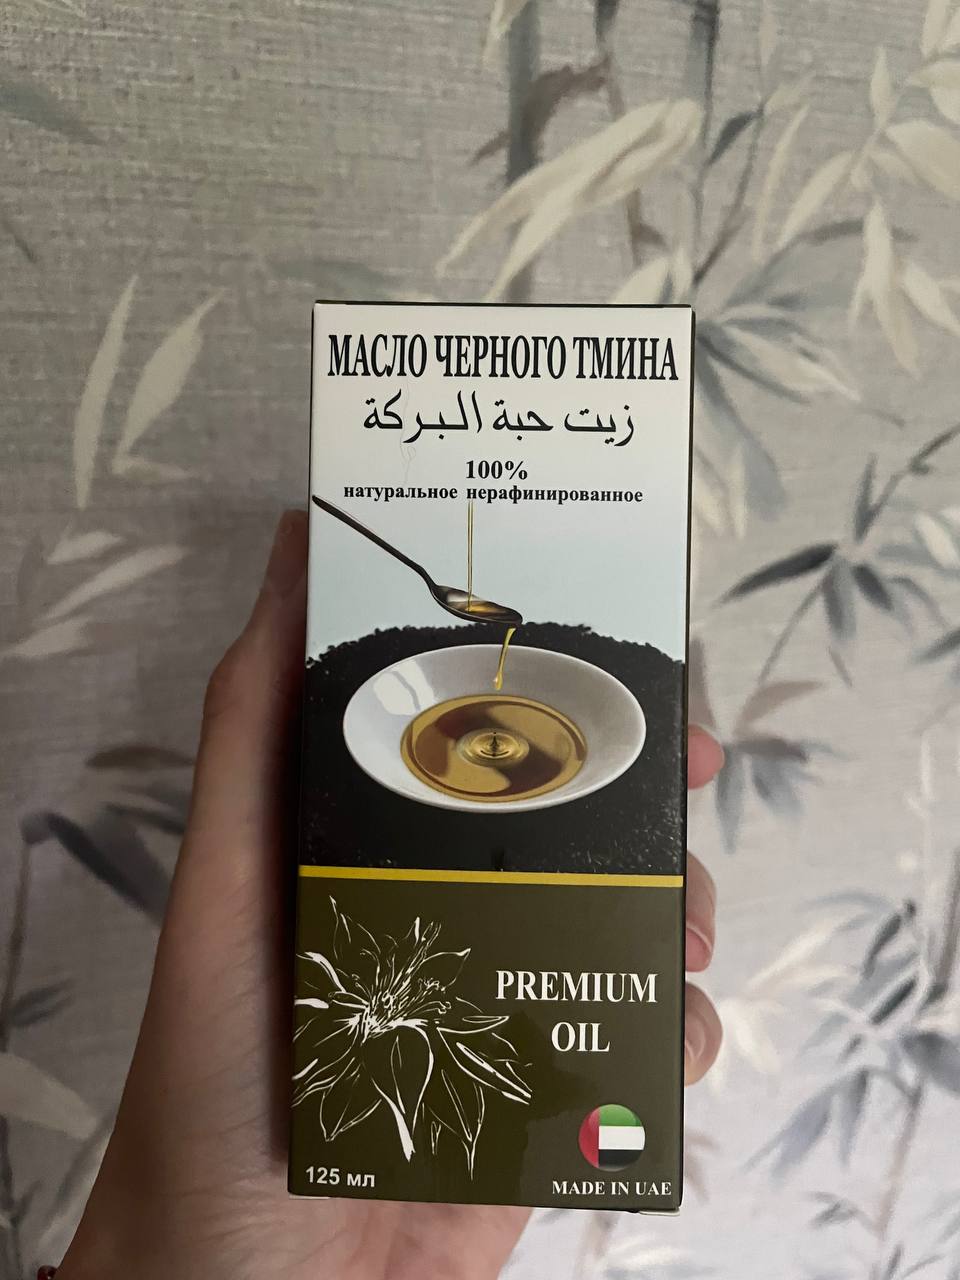 МАСЛО ЧЕРНОГО ТМИНА
زيت حبة البركة
100%
натуральное нерафинированное
PREMIUM
OIL
125 мл
MADE IN UAE